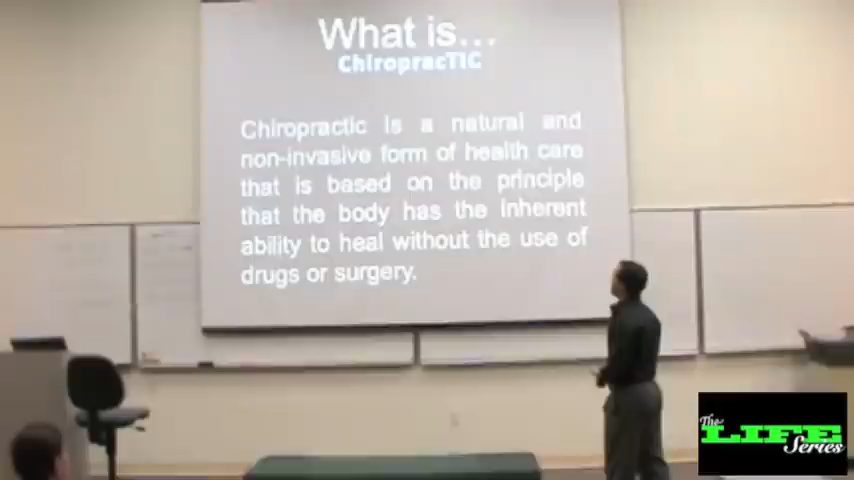 What is...
ChiropracTIC
Chiropractic is a natural and
non-invasive form of health care
that is based on the principle
that the body has the inherent
ability to heal without the use of
drugs or surgery.
The
LIFE
Series